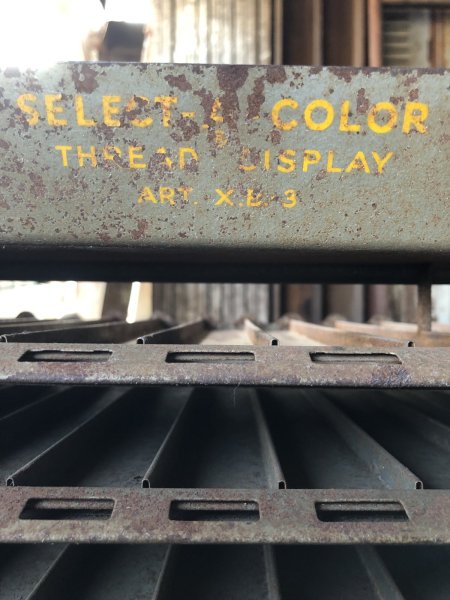 SELECT-A COLOR
THREAD DISPLAY
ART. X.B-3